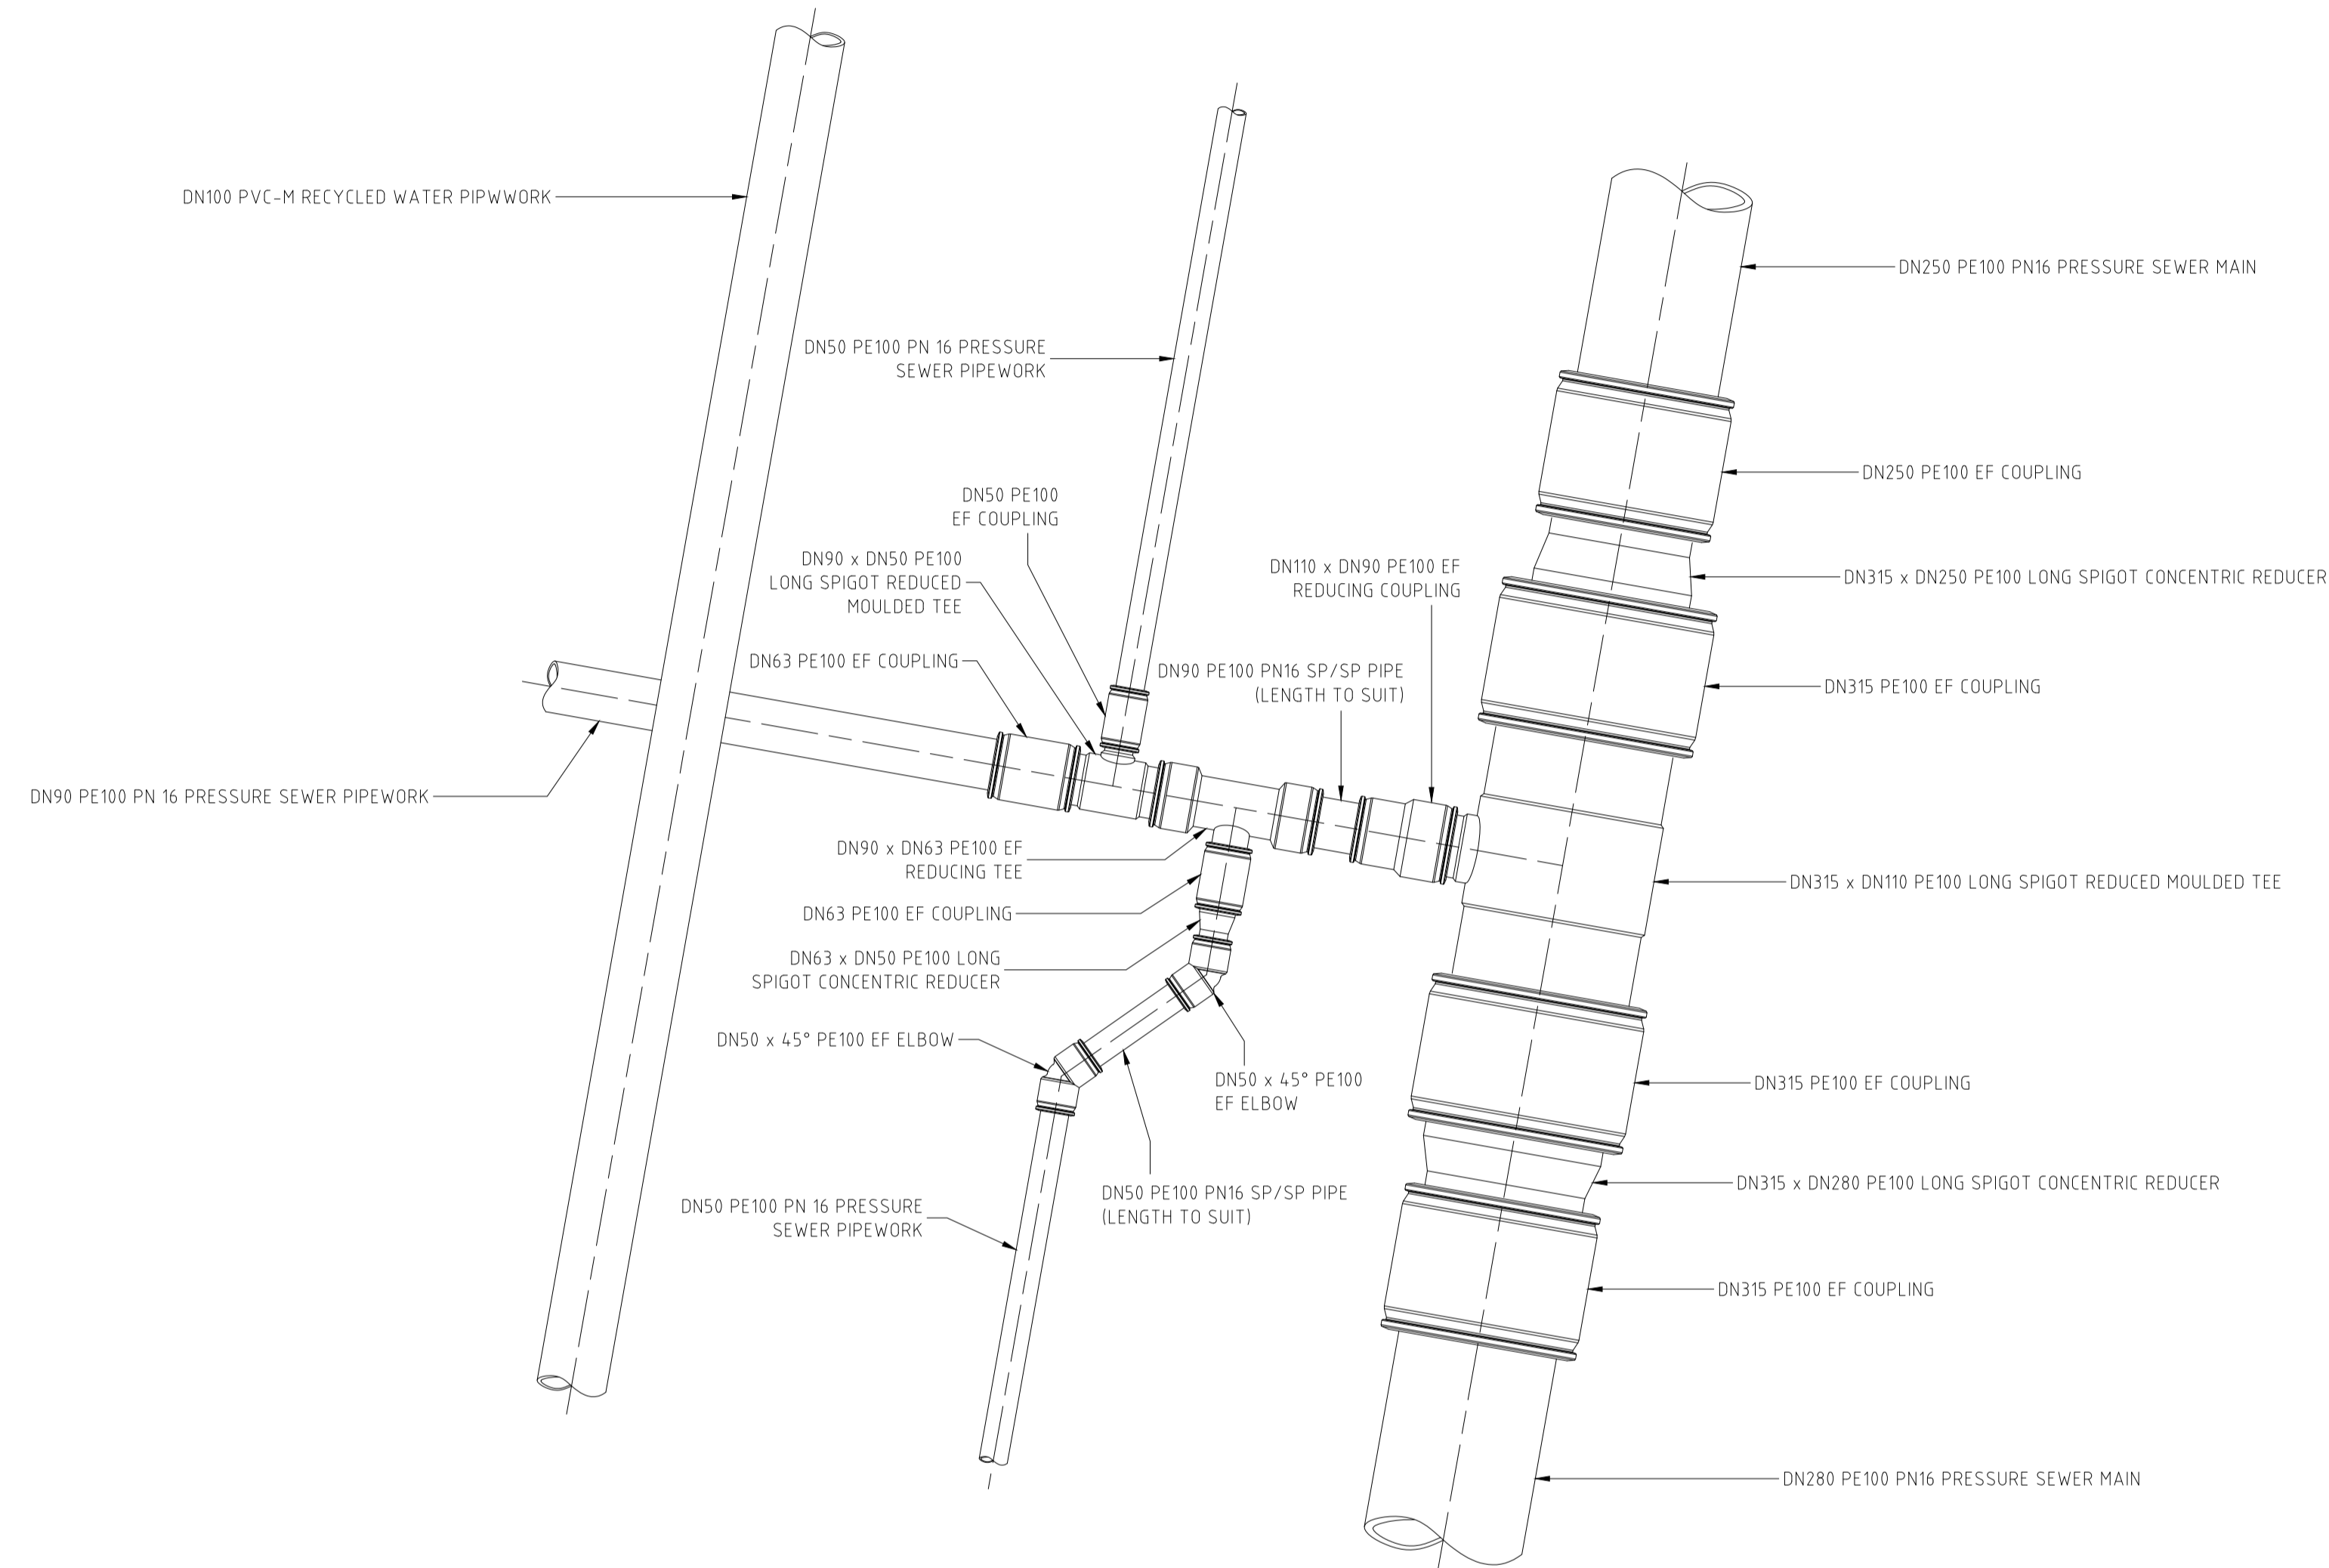 DN100 PVC-M RECYCLED WATER PIPWWORK
DN250 PE100 PN16 PRESSURE SEWER MAIN
DN50 PE100 PN 16 PRESSURE
SEWER PIPEWORK
DN250 PE100 EF COUPLING
DN50 PE100
EF COUPLING
DN90 x DN50 PE100
LONG SPIGOT REDUCED
MOULDED TEE
DN110 x DN90 PE100 EF
REDUCING COUPLING
DN315 x DN250 PE100 LONG SPIGOT CONCENTRIC REDUCER
DN63 PE100 EF COUPLING
DN90 PE100 PN16 SP/SP PIPE
(LENGTH TO SUIT)
DN315 PE100 EF COUPLING
DN90 PE100 PN 16 PRESSURE SEWER PIPEWORK
DN90 x DN63 PE100 EF
REDUCING TEE
DN315 x DN110 PE100 LONG SPIGOT REDUCED MOULDED TEE
DN63 PE100 EF COUPLING
DN63 x DN50 PE100 LONG
SPIGOT CONCENTRIC REDUCER
DN50 x 45° PE100 EF ELBOW
DN50 x 45° PE100
EF ELBOW
DN315 PE100 EF COUPLING
DN50 PE100 PN16 SP/SP PIPE
(LENGTH TO SUIT)
DN315 x DN280 PE100 LONG SPIGOT CONCENTRIC REDUCER
DN50 PE100 PN 16 PRESSURE
SEWER PIPEWORK
DN315 PE100 EF COUPLING
DN280 PE100 PN16 PRESSURE SEWER MAIN